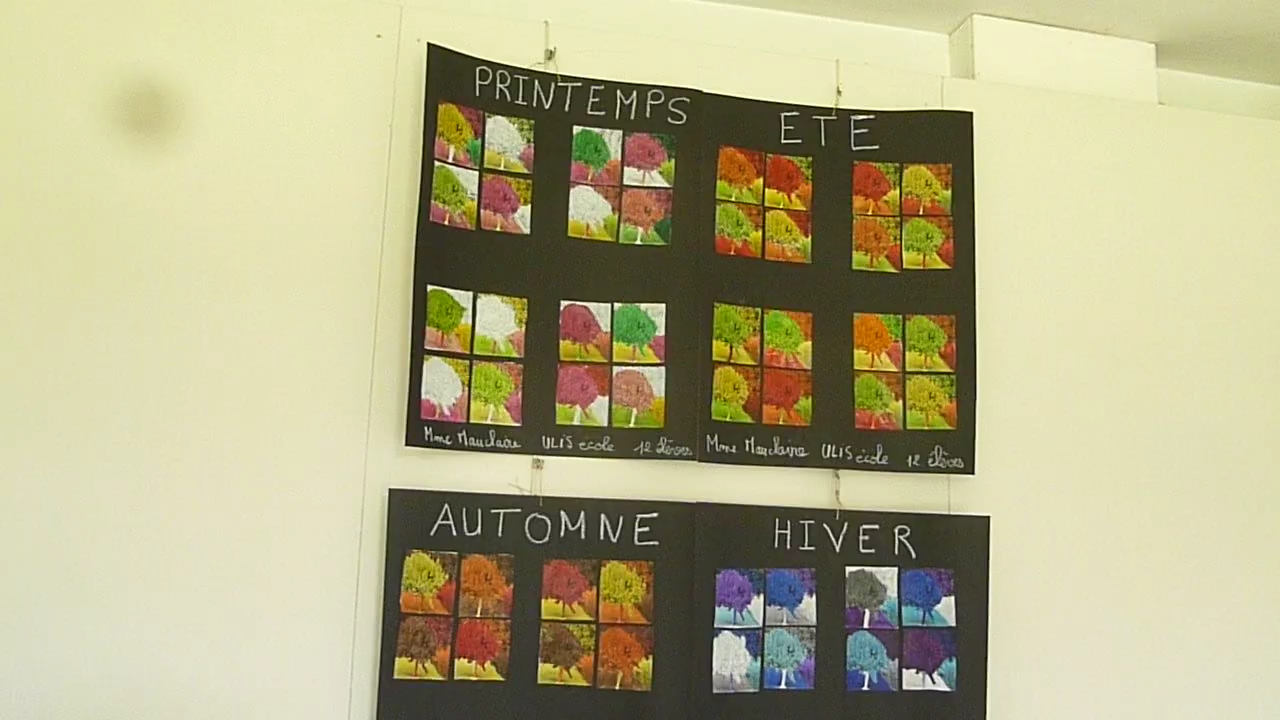 PRINTEMPS
ETE
Mme Mauclaire ULIS école 12 élèves
Mme Mauclaire ULIS école 12 élèves
AUTOMNE
HIVER